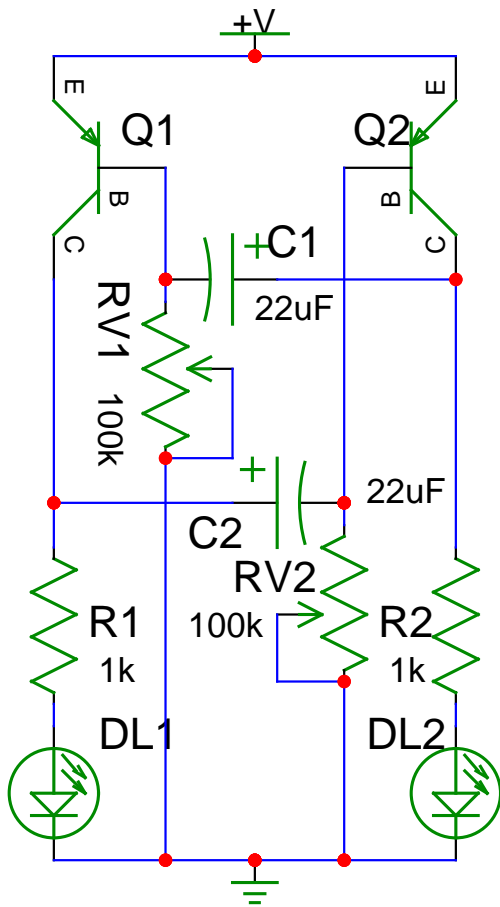 +V
E
E
Q1
Q2
B
B
C
C
+
C1
22uF
RV1
100k
+
22uF
C2
RV2
100k
R1
1k
R2
1k
DL1
DL2